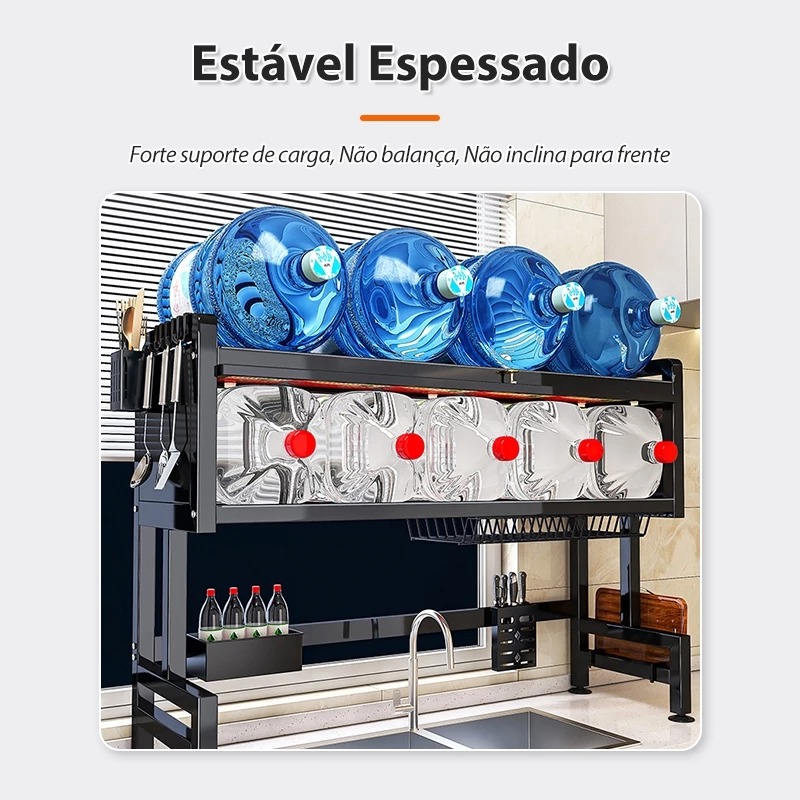 Estável Espessado
Forte suporte de carga, Não balança, Não inclina para frente